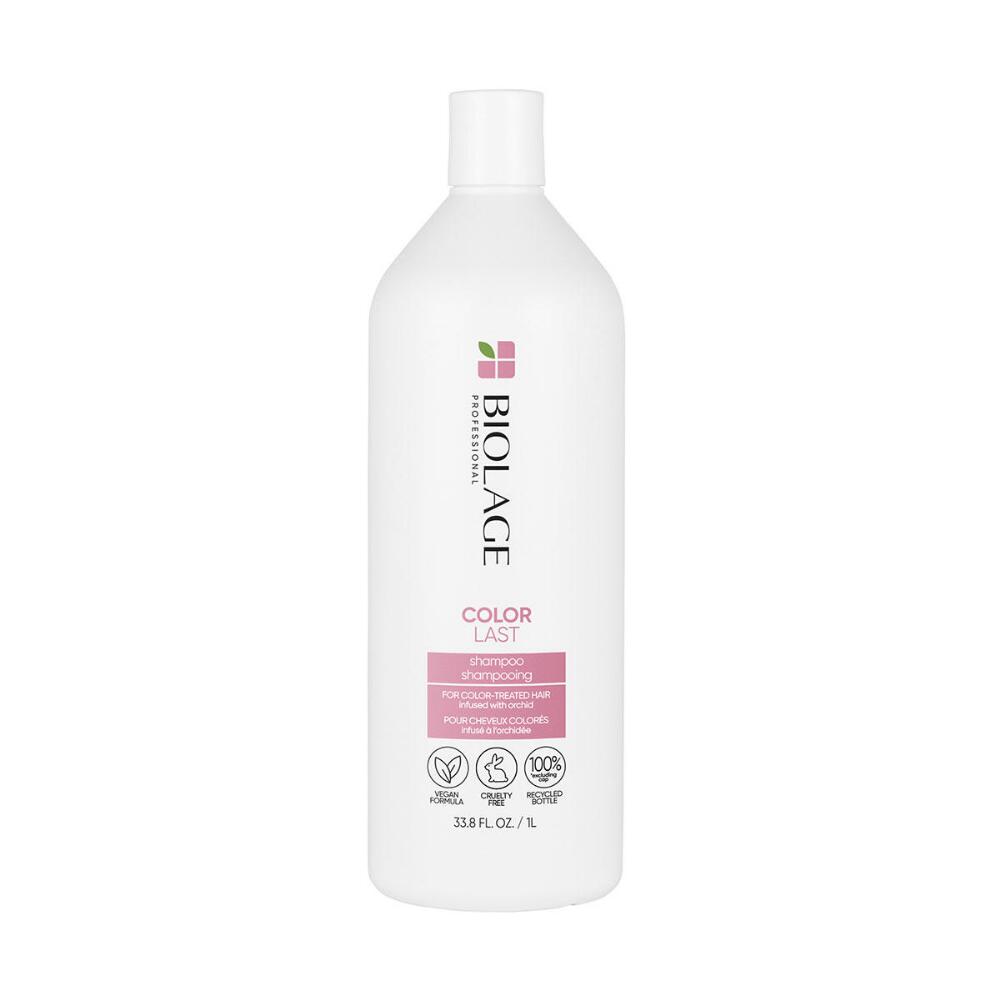 BIOLAGE
PROFESSIONAL
COLOR
LAST
shampoo
shampooing
FOR COLOR-TREATED HAIR
infused with orchid
POUR CHEVEUX COLORÉS
infusé à l'orchidée
VEGAN
FORMULA
CRUELTY
FREE
100%
*excluding
cap
RECYCLED
BOTTLE
33.8 FL. OZ. / 1L